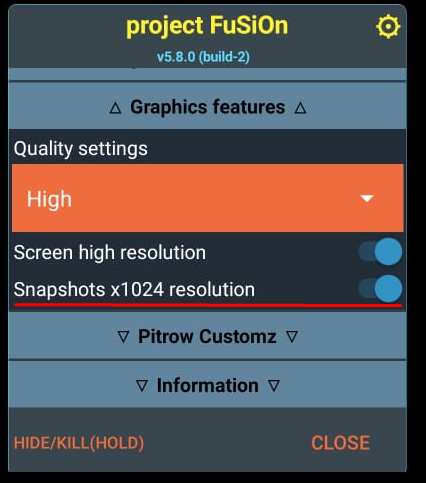 project FuSiOn
v5.8.0 (build-2)
△ Graphics features △
Quality settings
High
Screen high resolution
Snapshots x1024 resolution
▽ Pitrow Customz ▽
▽ Information ▽
HIDE/KILL(HOLD) CLOSE